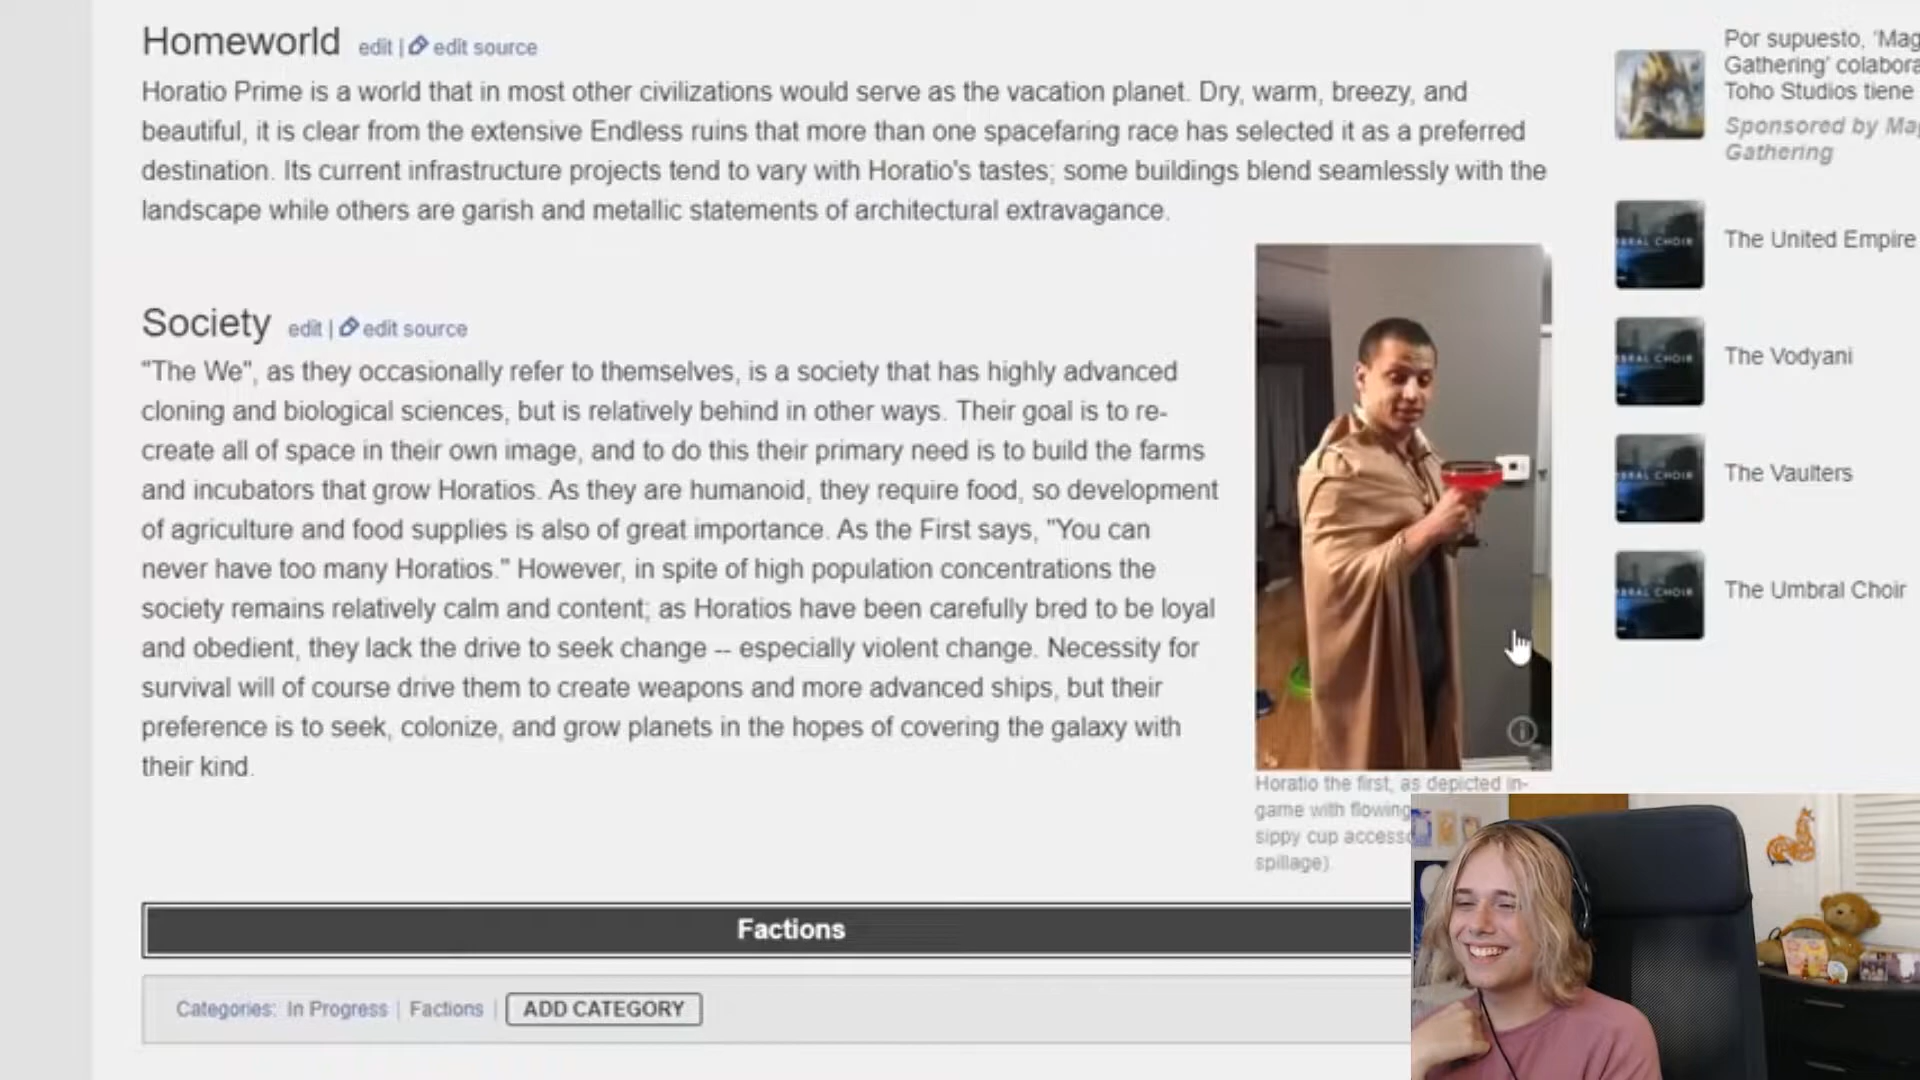 Homeworld edit | edit source
Horatio Prime is a world that in most other civilizations would serve as the vacation planet. Dry, warm, breezy, and
beautiful, it is clear from the extensive Endless ruins that more than one spacefaring race has selected it as a preferred
destination. Its current infrastructure projects tend to vary with Horatio's tastes; some buildings blend seamlessly with the
landscape while others are garish and metallic statements of architectural extravagance.
Society edit | edit source
"The We", as they occasionally refer to themselves, is a society that has highly advanced
cloning and biological sciences, but is relatively behind in other ways. Their goal is to re-
create all of space in their own image, and to do this their primary need is to build the farms
and incubators that grow Horatios. As they are humanoid, they require food, so development
of agriculture and food supplies is also of great importance. As the First says, "You can
never have too many Horatios." However, in spite of high population concentrations the
society remains relatively calm and content; as Horatios have been carefully bred to be loyal
and obedient, they lack the drive to seek change -- especially violent change. Necessity for
survival will of course drive them to create weapons and more advanced ships, but their
preference is to seek, colonize, and grow planets in the hopes of covering the galaxy with
their kind.
Horatio the first, as depicted in-
game with flowing
sippy cup
spillage).
Factions
Categories: In Progress | Factions | ADD CATEGORY
Por supuesto, 'Mag
Gathering' colabora
Toho Studios tiene
Sponsored by Ma
Gathering
CHOIR The United Empire
CHOIR The Vodyani
CHOIR The Vaulters
CHOIR The Umbral Choir